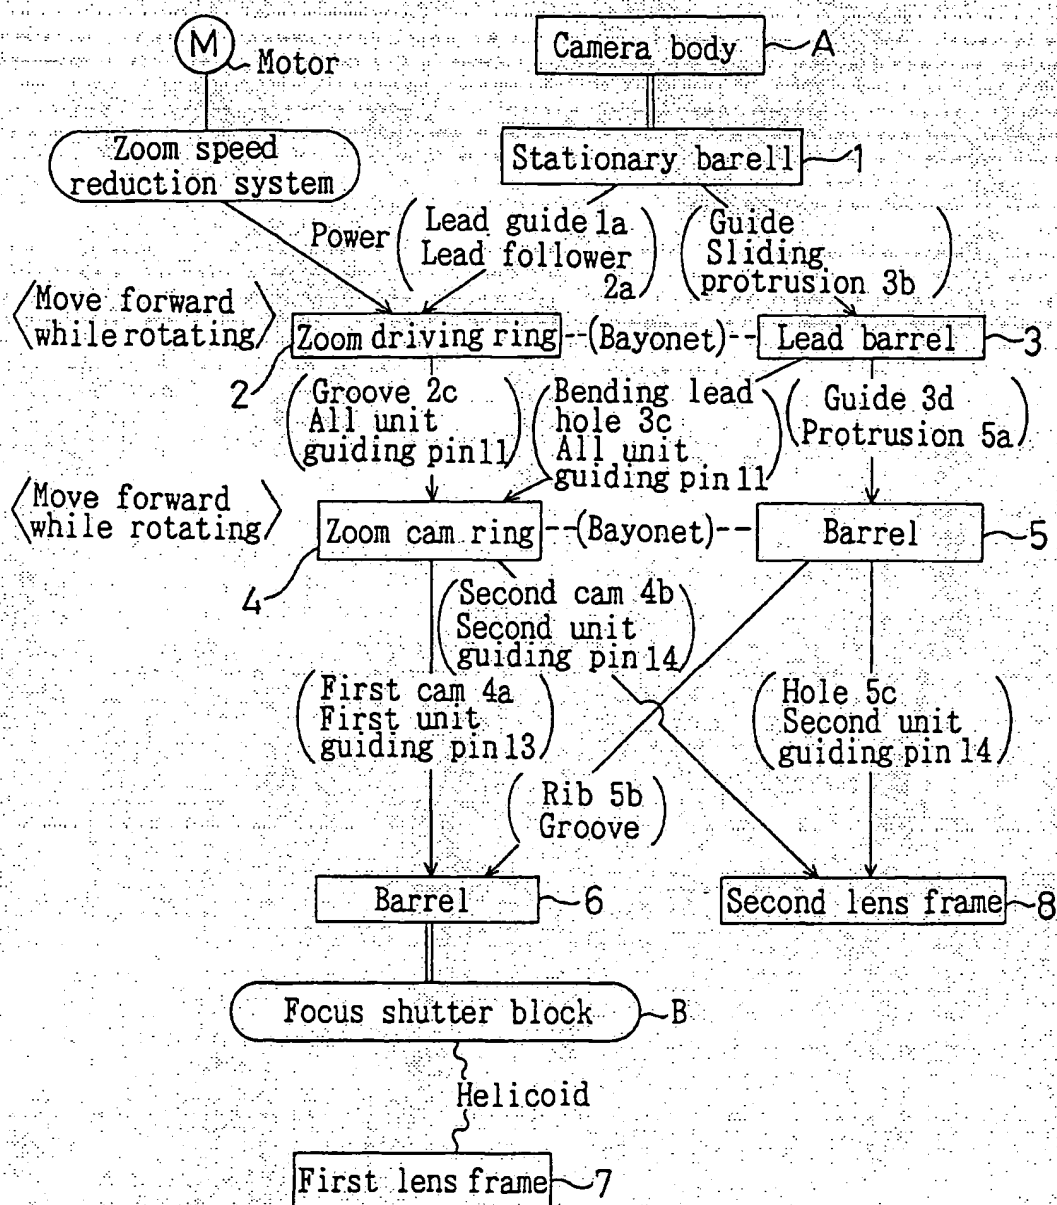 M
Motor
Camera body
A
Zoom speed
reduction system
Stationary barell
1
Power
Lead guide 1a
Lead follower
2a
Guide
Sliding
protrusion 3b
Move forward
while rotating
Zoom driving ring
(Bayonet)
Lead barrel
3
2
Groove 2c
All unit
guiding pin 11
Bending lead
hole 3c
All unit
guiding pin 11
Guide 3d
Protrusion 5a
Move forward
while rotating
Zoom cam ring
(Bayonet)
Barrel
5
4
Second cam 4b
Second unit
guiding pin 14
First cam 4a
First unit
guiding pin 13
Hole 5c
Second unit
guiding pin 14
Rib 5b
Groove
Barrel
6
Second lens frame
8
Focus shutter block
B
Helicoid
First lens frame
7